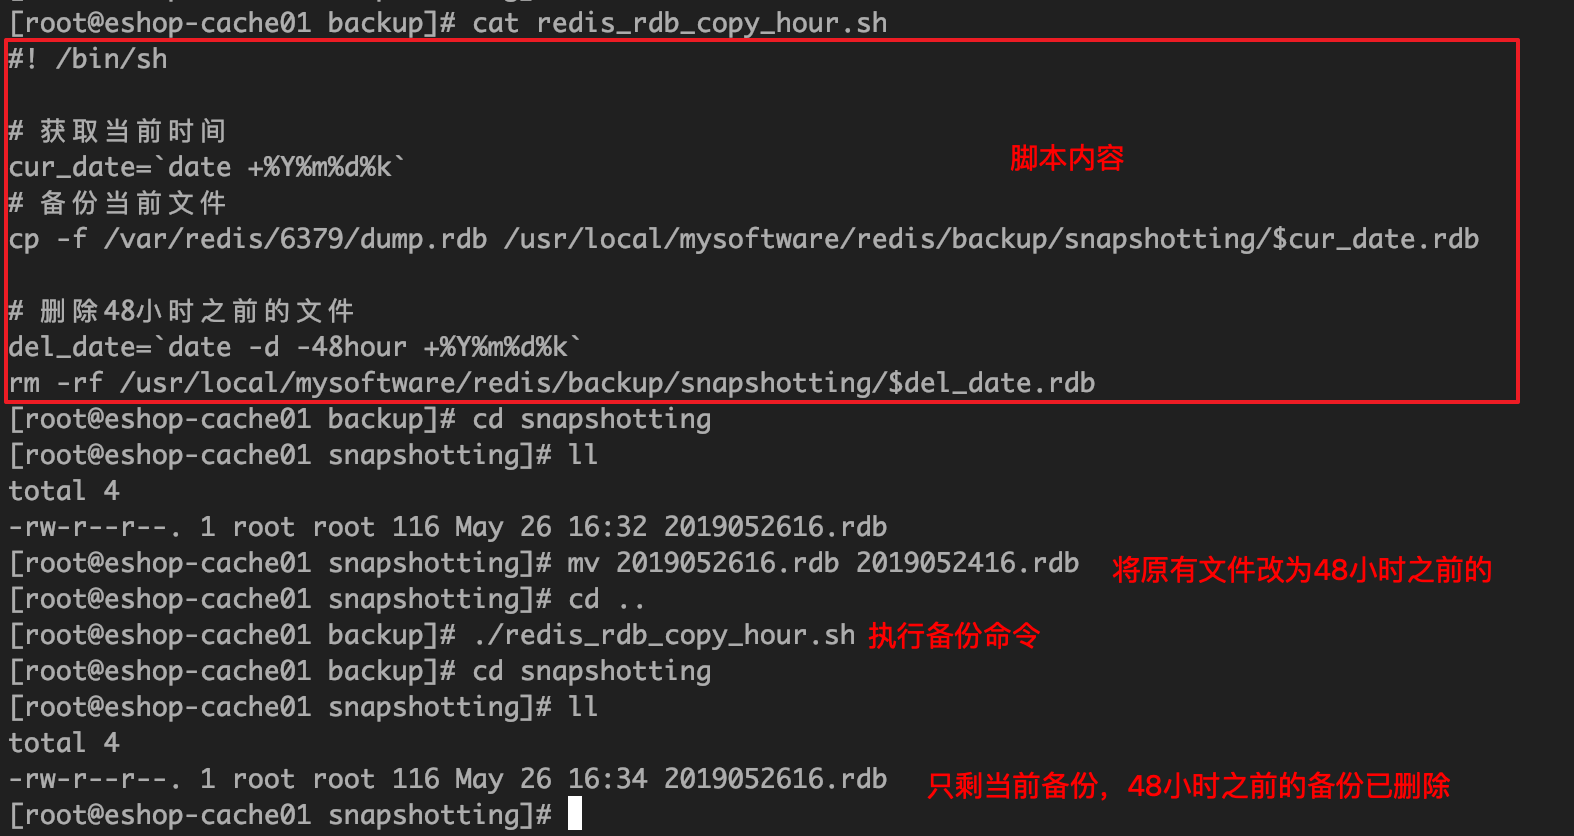 [root@eshop-cache01 backup]# cat redis_rdb_copy_hour.sh
#! /bin/sh
# 获取当前时间
cur_date=`date +%Y%m%d%k`
脚本内容
# 备份当前文件
cp -f /var/redis/6379/dump.rdb /usr/local/mysoftware/redis/backup/snapshotting/$cur_date.rdb
# 删除48小时之前的文件
del_date=`date -d -48hour +%Y%m%d%k`
rm -rf /usr/local/mysoftware/redis/backup/snapshotting/$del_date.rdb
[root@eshop-cache01 backup]# cd snapshotting
[root@eshop-cache01 snapshotting]# ll
total 4
-rw-r--r--. 1 root root 116 May 26 16:32 2019052616.rdb
[root@eshop-cache01 snapshotting]# mv 2019052616.rdb 2019052416.rdb 将原有文件改为48小时之前的
[root@eshop-cache01 snapshotting]# cd ..
[root@eshop-cache01 backup]# ./redis_rdb_copy_hour.sh 执行备份命令
[root@eshop-cache01 backup]# cd snapshotting
[root@eshop-cache01 snapshotting]# ll
total 4
-rw-r--r--. 1 root root 116 May 26 16:34 2019052616.rdb 只剩当前备份，48小时之前的备份已删除
[root@eshop-cache01 snapshotting]#